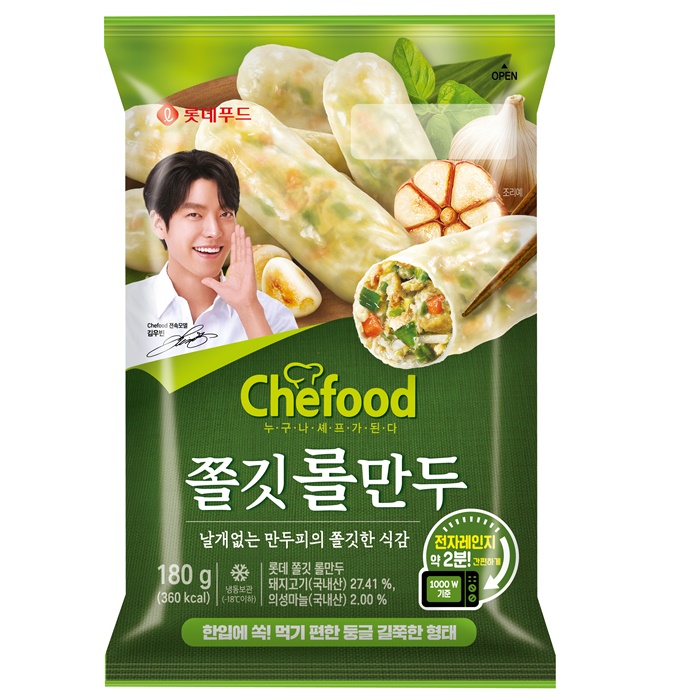 OPEN
롯데푸드
조리예
Chefood 전속모델
김우빈
Chefood
누·구·나·셰·프·가·된·다
쫄깃 롤만두
날개없는 만두피의 쫄깃한 식감
180 g
(360 kcal)
냉동보관
(-18℃이하)
롯데 쫄깃 롤만두
돼지고기(국내산) 27.41 %,
의성마늘(국내산) 2.00 %
전자레인지
약 2분! 간편하게
1000 W
기준
한입에 쏙! 먹기 편한 둥글 길쭉한 형태